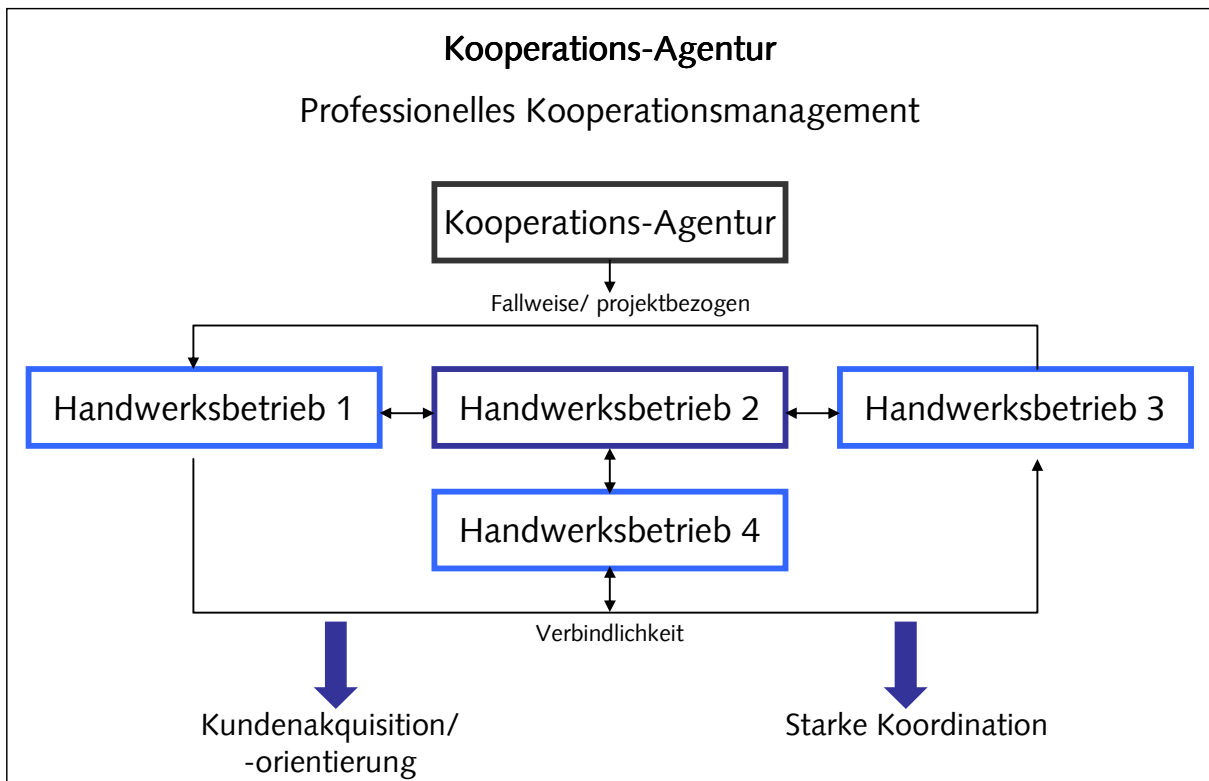 Kooperations-Agentur
Professionelles Kooperationsmanagement
Kooperations-Agentur
Fallweise/ projektbezogen
Handwerksbetrieb 1
Handwerksbetrieb 2
Handwerksbetrieb 3
Handwerksbetrieb 4
Verbindlichkeit
Kundenakquisition/
-orientierung
Starke Koordination